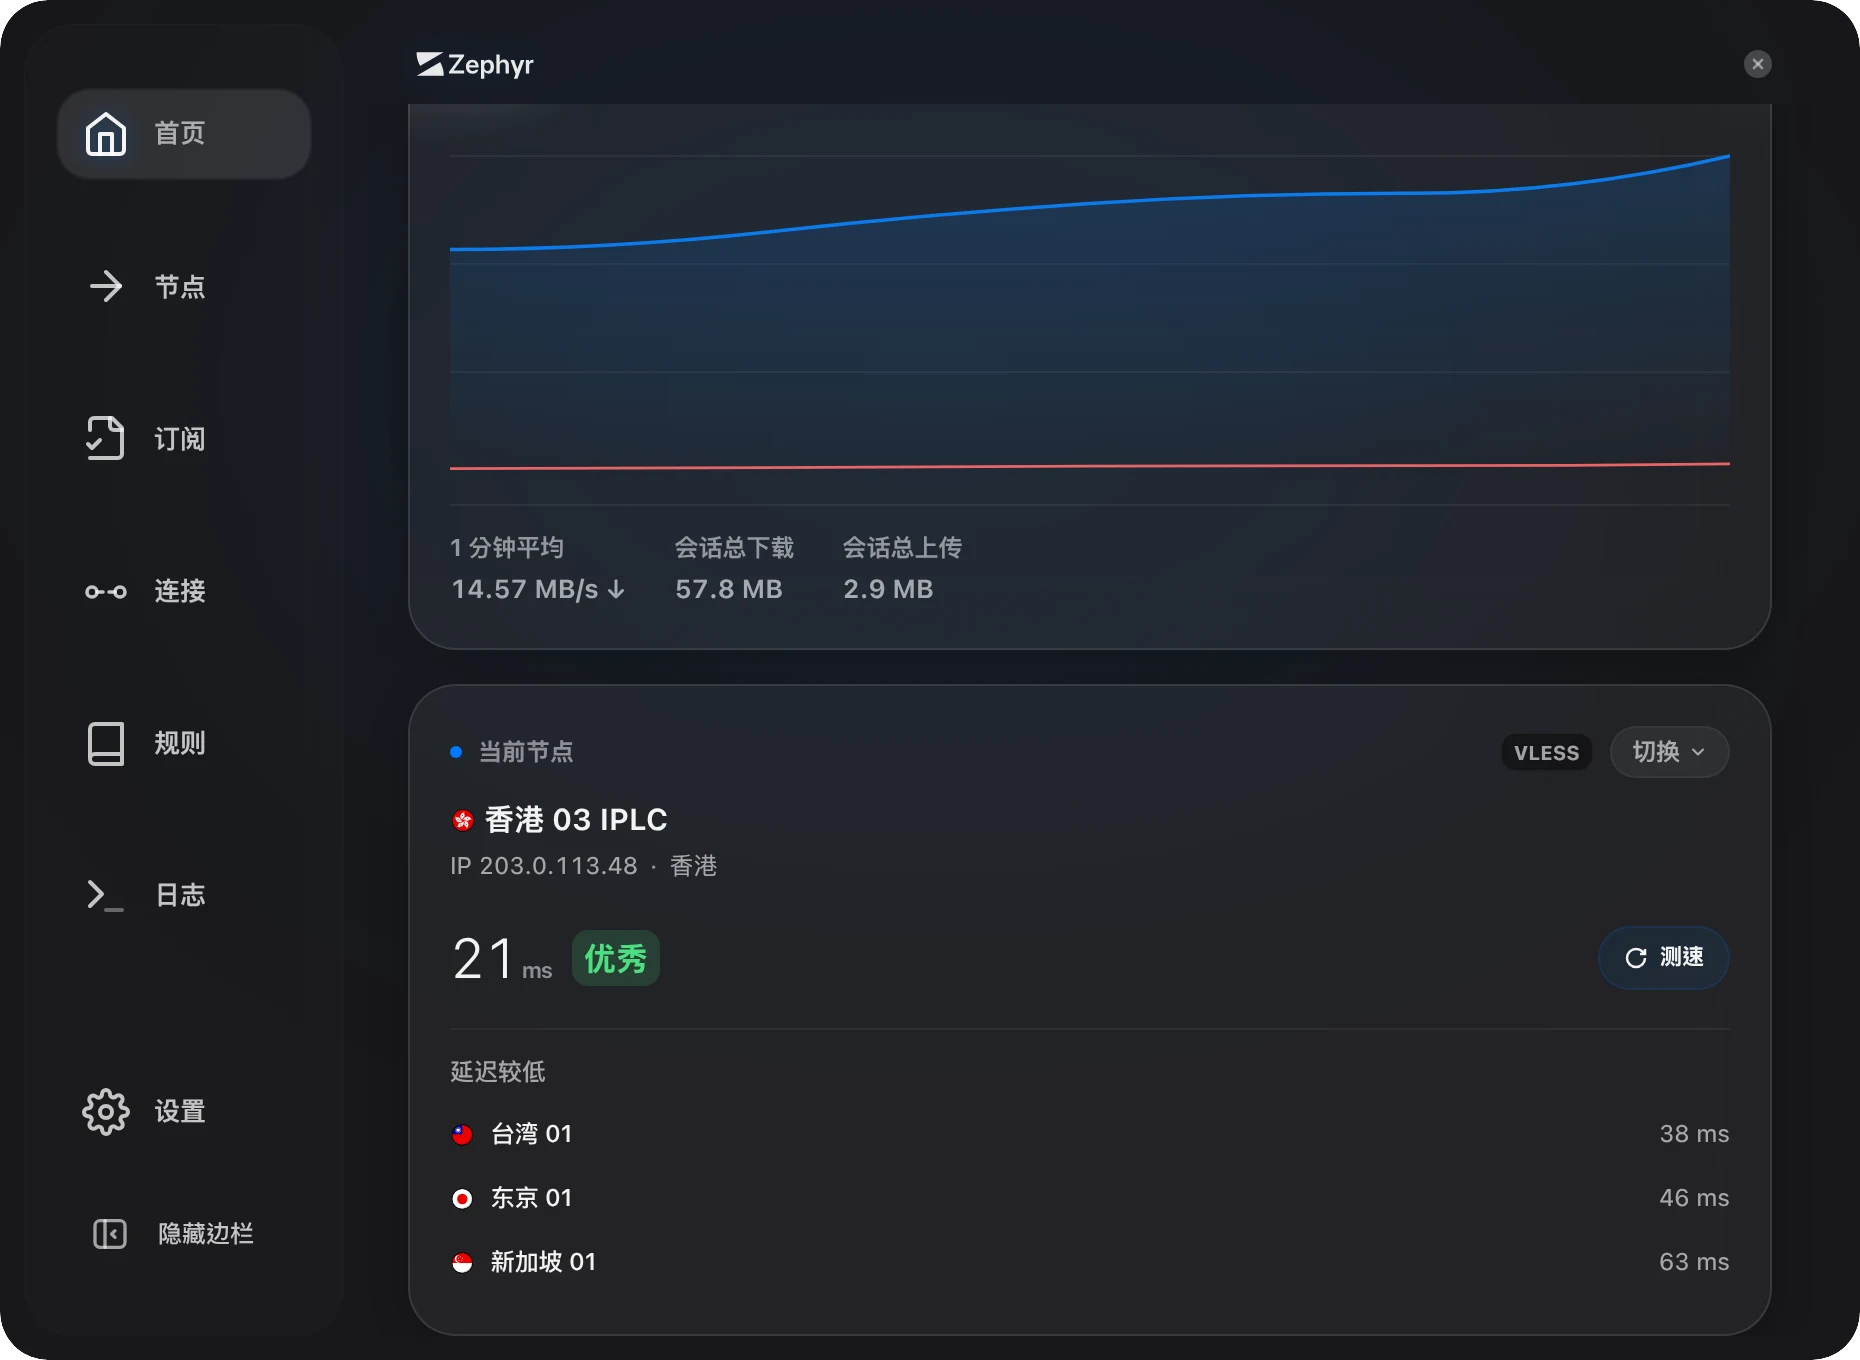 Zephyr
首页
节点
订阅
连接
规则
日志
设置
隐藏边栏
1 分钟平均
14.57 MB/s ↓
会话总下载
57.8 MB
会话总上传
2.9 MB
当前节点
VLESS
切换
香港 03 IPLC
IP 203.0.113.48 · 香港
21 ms 优秀
测速
延迟较低
台湾 01 38 ms
东京 01 46 ms
新加坡 01 63 ms